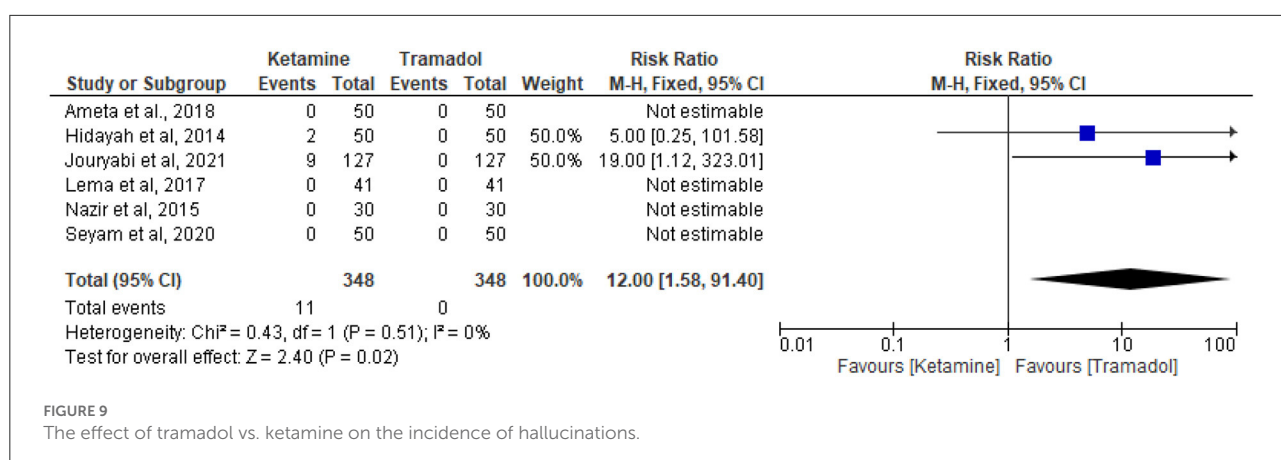 Ketamine Tramadol Risk Ratio Risk Ratio
Study or Subgroup Events Total Events Total Weight M-H, Fixed, 95% CI M-H, Fixed, 95% CI
Ameta et al., 2018 0 50 0 50 Not estimable
Hidayah et al, 2014 2 50 0 50 50.0% 5.00 [0.25, 101.58]
Jouryabi et al, 2021 9 127 0 127 50.0% 19.00 [1.12, 323.01]
Lema et al, 2017 0 41 0 41 Not estimable
Nazir et al, 2015 0 30 0 30 Not estimable
Seyam et al, 2020 0 50 0 50 Not estimable
Total (95% CI) 348 348 100.0% 12.00 [1.58, 91.40]
Total events 11 0
Heterogeneity: Chi² = 0.43, df = 1 (P = 0.51); I² = 0%
Test for overall effect: Z = 2.40 (P = 0.02)
0.01 0.1 1 10 100
Favours [Ketamine] Favours [Tramadol]
FIGURE 9
The effect of tramadol vs. ketamine on the incidence of hallucinations.